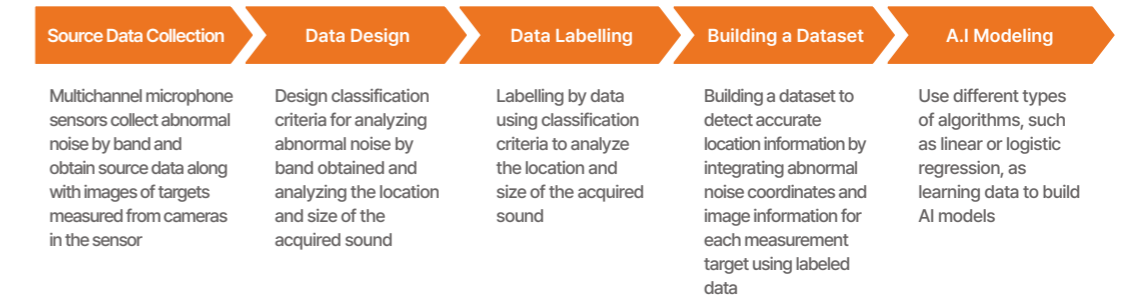 Source Data Collection
Data Design
Data Labelling
Building a Dataset
A.I Modeling
Multichannel microphone
sensors collect abnormal
noise by band and
obtain source data along
with images of targets
measured from cameras
in the sensor
Design classification
criteria for analyzing
abnormal noise by
band obtained and
analyzing the location
and size of the
acquired sound
Labelling by data
using classification
criteria to analyze
the location and
size of the acquired
sound
Building a dataset to
detect accurate
location information by
integrating abnormal
noise coordinates and
image information for
each measurement
target using labeled
data
Use different types
of algorithms, such
as linear or logistic
regression, as
learning data to build
AI models